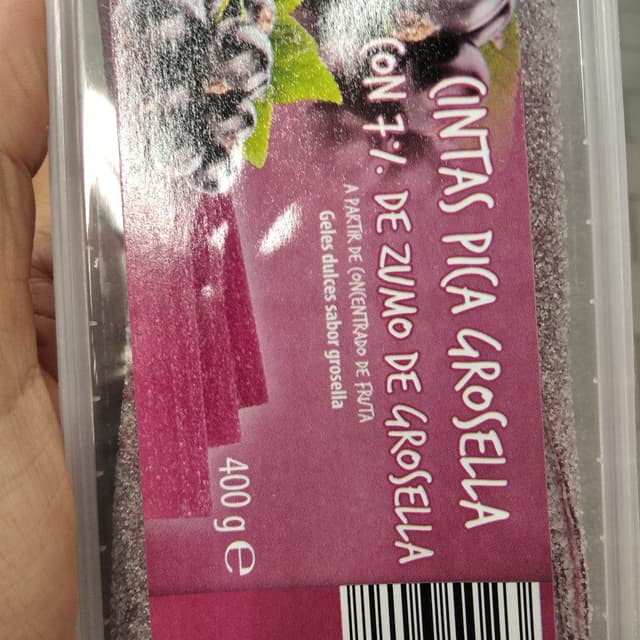 CINTAS PICA GROSELLA
CON 7% DE ZUMO DE GROSELLA
A PARTIR DE CONCENTRADO DE FRUTA
Geles dulces sabor grosella
400 g e